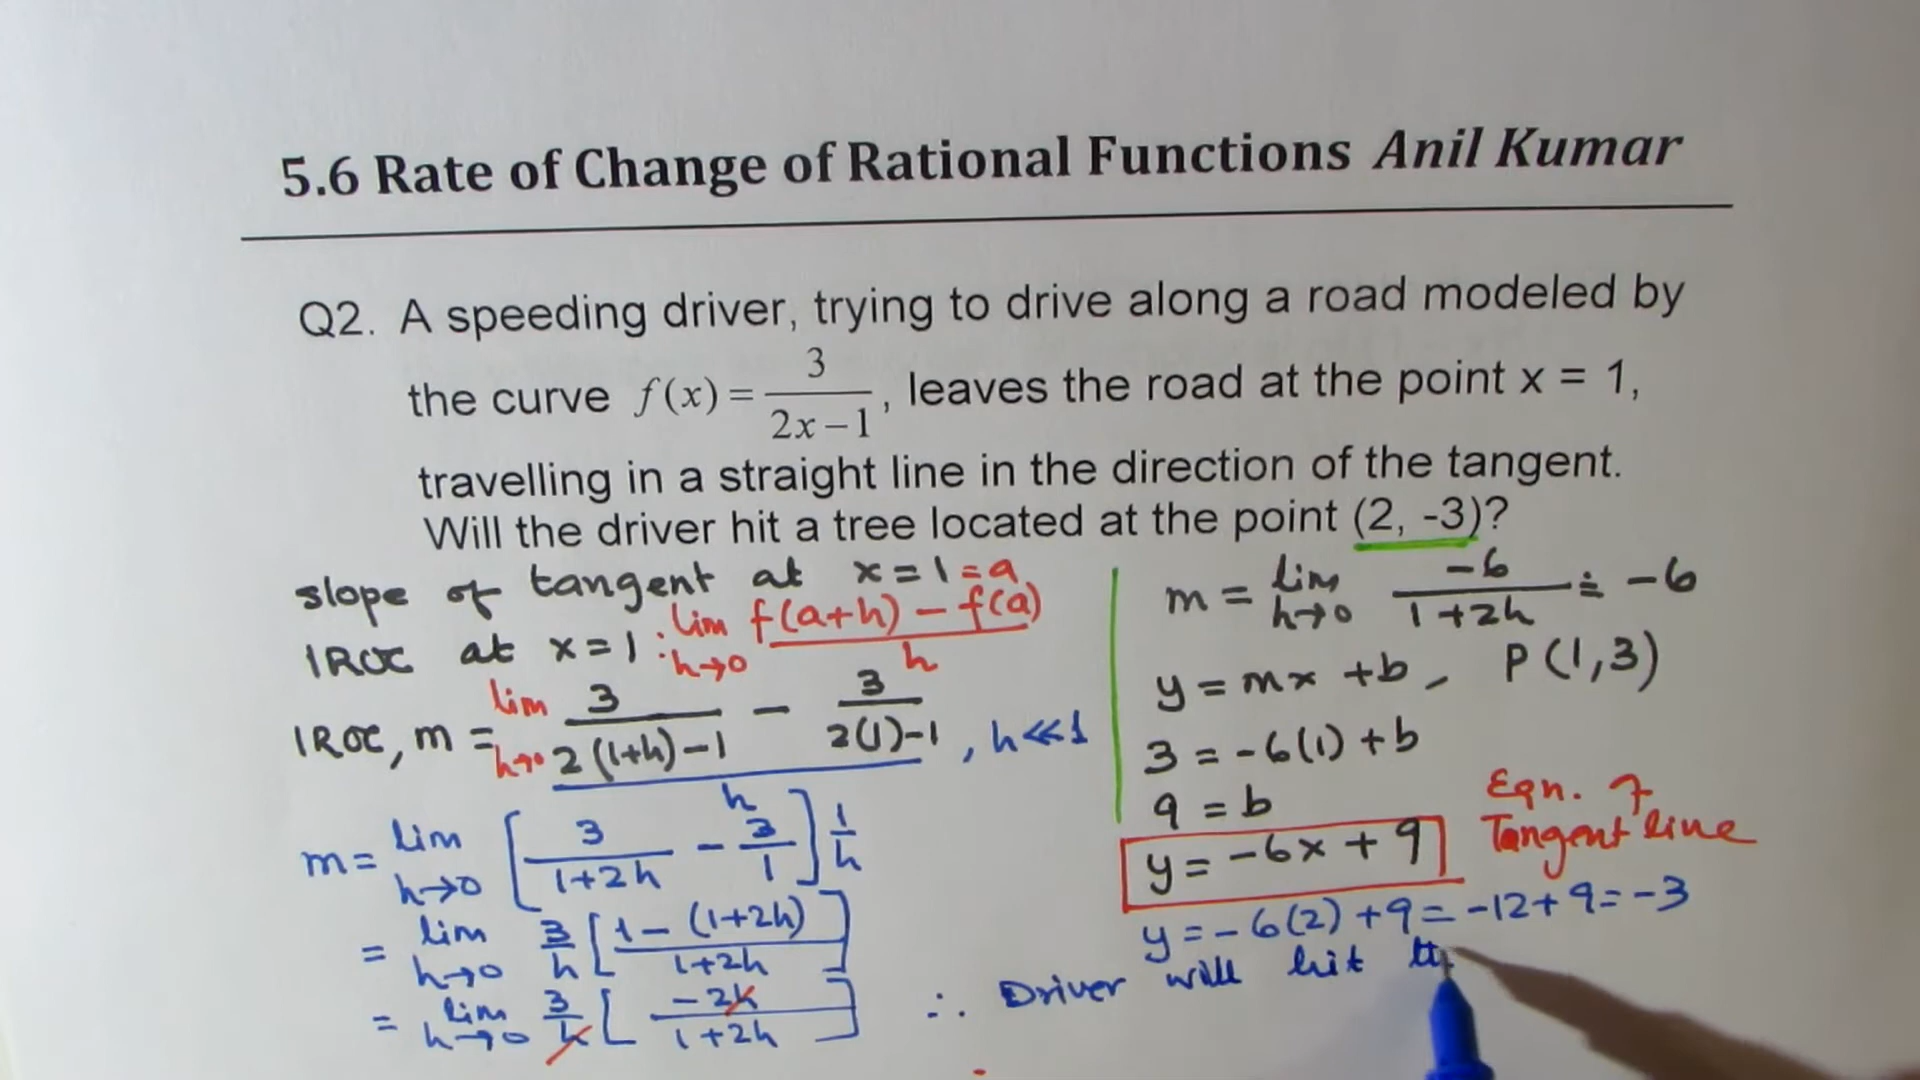 5.6 Rate of Change of Rational Functions Anil Kumar
Q2. A speeding driver, trying to drive along a road modeled by
the curve f(x) = 3/(2x−1), leaves the road at the point x = 1,
travelling in a straight line in the direction of the tangent.
Will the driver hit a tree located at the point (2, -3)?
slope of tangent at x = 1 = a
IROC at x = 1 : lim h→0 (f(a+h) − f(a))/h
IROC, m = lim h→0 (3/(2(1+h)−1) − 3/(2(1)−1))/h , h ≪ 1
m = lim h→0 [3/(1+2h) − 3/1] 1/h
= lim h→0 3/h [(1 − (1+2h))/(1+2h)]
= lim h→0 3/h [−2h/(1+2h)]
m = lim h→0 −6/(1+2h) ≐ −6
y = mx + b, P(1,3)
3 = −6(1) + b
9 = b
y = −6x + 9
Eqn. of
Tangent line
y = −6(2) + 9 = −12 + 9 = −3
∴ Driver will hit